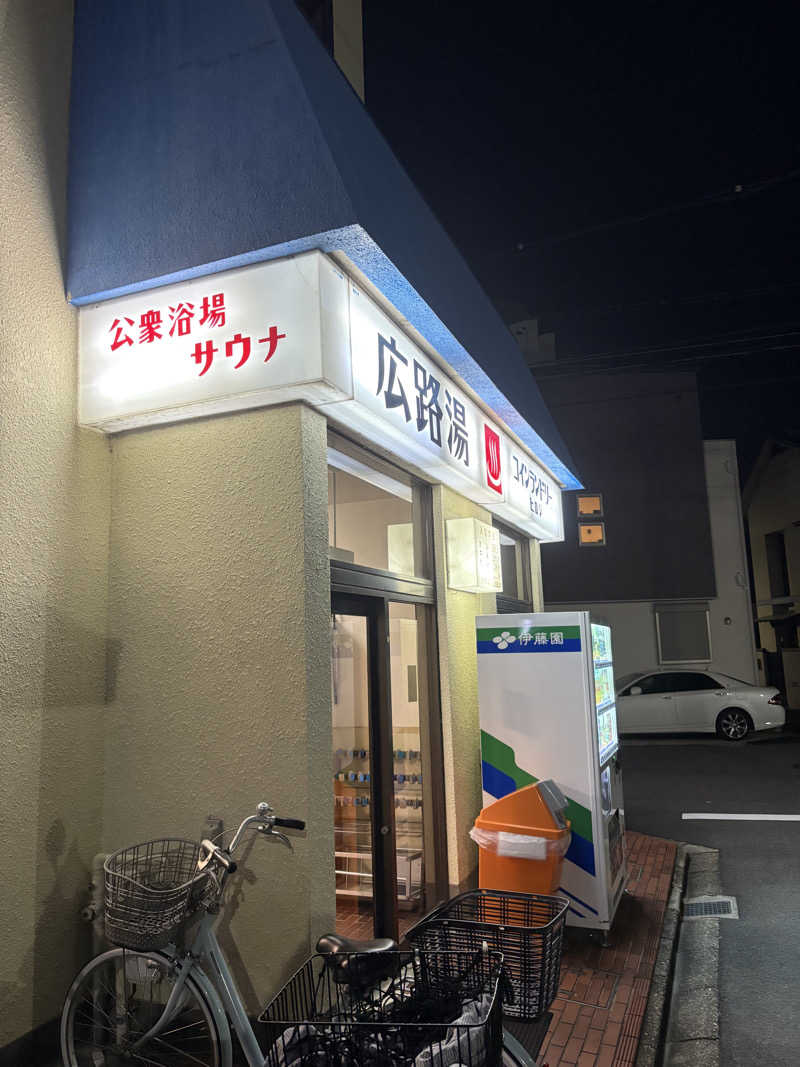 公衆浴場
サウナ
広路湯
コインランドリー
伊藤園